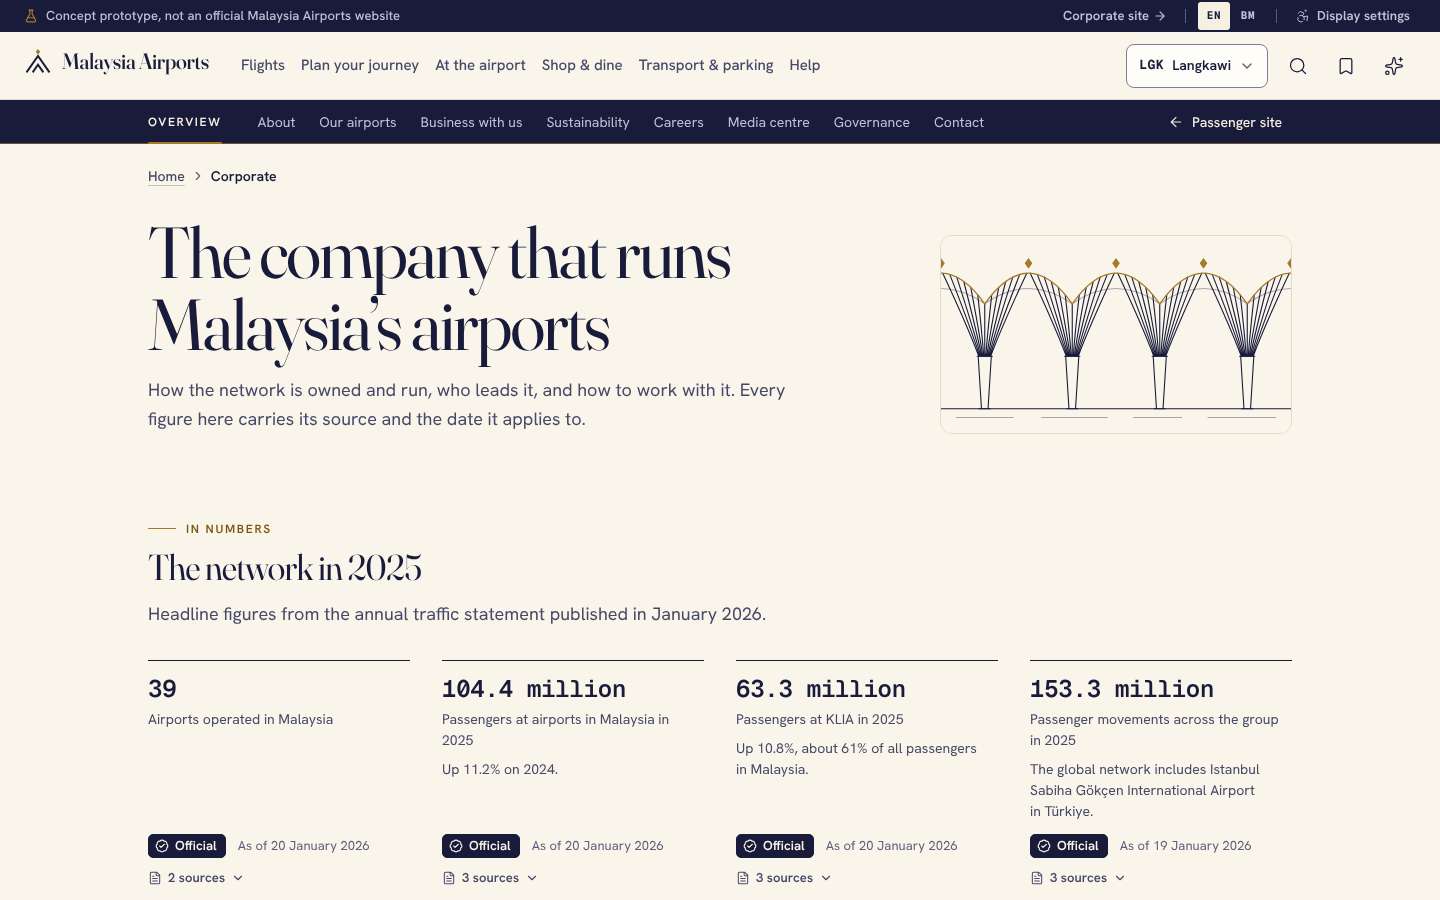 Concept prototype, not an official Malaysia Airports website
Corporate site
EN
BM
Display settings
Malaysia Airports
Flights
Plan your journey
At the airport
Shop & dine
Transport & parking
Help
LGK Langkawi
OVERVIEW
About
Our airports
Business with us
Sustainability
Careers
Media centre
Governance
Contact
Passenger site
Home
Corporate
The company that runs
Malaysia’s airports
How the network is owned and run, who leads it, and how to work with it. Every
figure here carries its source and the date it applies to.
IN NUMBERS
The network in 2025
Headline figures from the annual traffic statement published in January 2026.
39
Airports operated in Malaysia
Official
As of 20 January 2026
2 sources
104.4 million
Passengers at airports in Malaysia in
2025
Up 11.2% on 2024.
Official
As of 20 January 2026
3 sources
63.3 million
Passengers at KLIA in 2025
Up 10.8%, about 61% of all passengers
in Malaysia.
Official
As of 20 January 2026
3 sources
153.3 million
Passenger movements across the group
in 2025
The global network includes Istanbul
Sabiha Gökçen International Airport
in Türkiye.
Official
As of 19 January 2026
3 sources